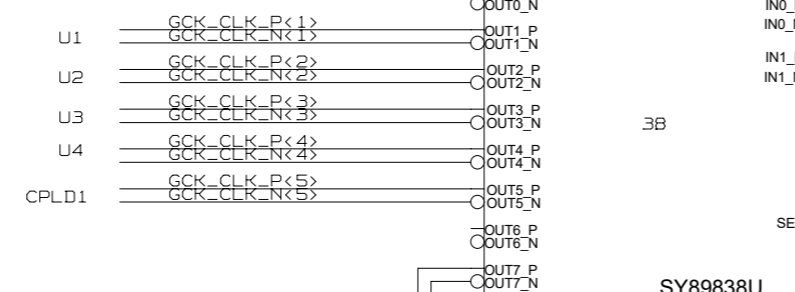 OUT0_N
GCK_CLK_P<1>
U1
GCK_CLK_N<1>
OUT1_P
OUT1_N
GCK_CLK_P<2>
U2
GCK_CLK_N<2>
OUT2_P
OUT2_N
GCK_CLK_P<3>
U3
GCK_CLK_N<3>
OUT3_P
OUT3_N
GCK_CLK_P<4>
U4
GCK_CLK_N<4>
OUT4_P
OUT4_N
GCK_CLK_P<5>
CPLD1
GCK_CLK_N<5>
OUT5_P
OUT5_N
OUT6_P
OUT6_N
OUT7_P
OUT7_N
IN0_
IN0_
IN1_
IN1_
3B
SE
SY89838U